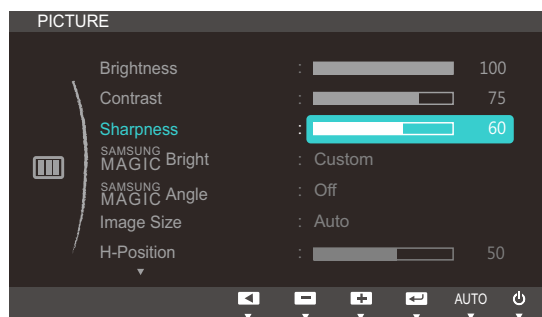 PICTURE
Brightness : 100
Contrast : 75
Sharpness : 60
SAMSUNG MAGIC Bright : Custom
SAMSUNG MAGIC Angle : Off
Image Size : Auto
H-Position : 50
AUTO